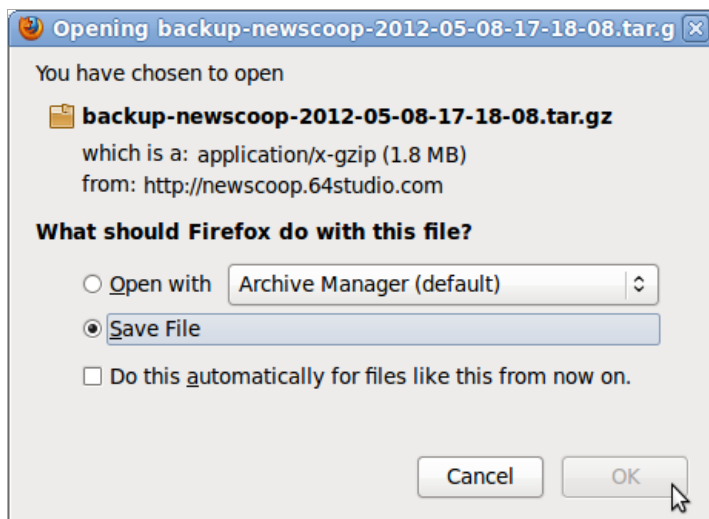 Opening backup-newscoop-2012-05-08-17-18-08.tar.g
You have chosen to open
backup-newscoop-2012-05-08-17-18-08.tar.gz
which is a: application/x-gzip (1.8 MB)
from: http://newscoop.64studio.com
What should Firefox do with this file?
Open with Archive Manager (default)
Save File
Do this automatically for files like this from now on.
Cancel OK